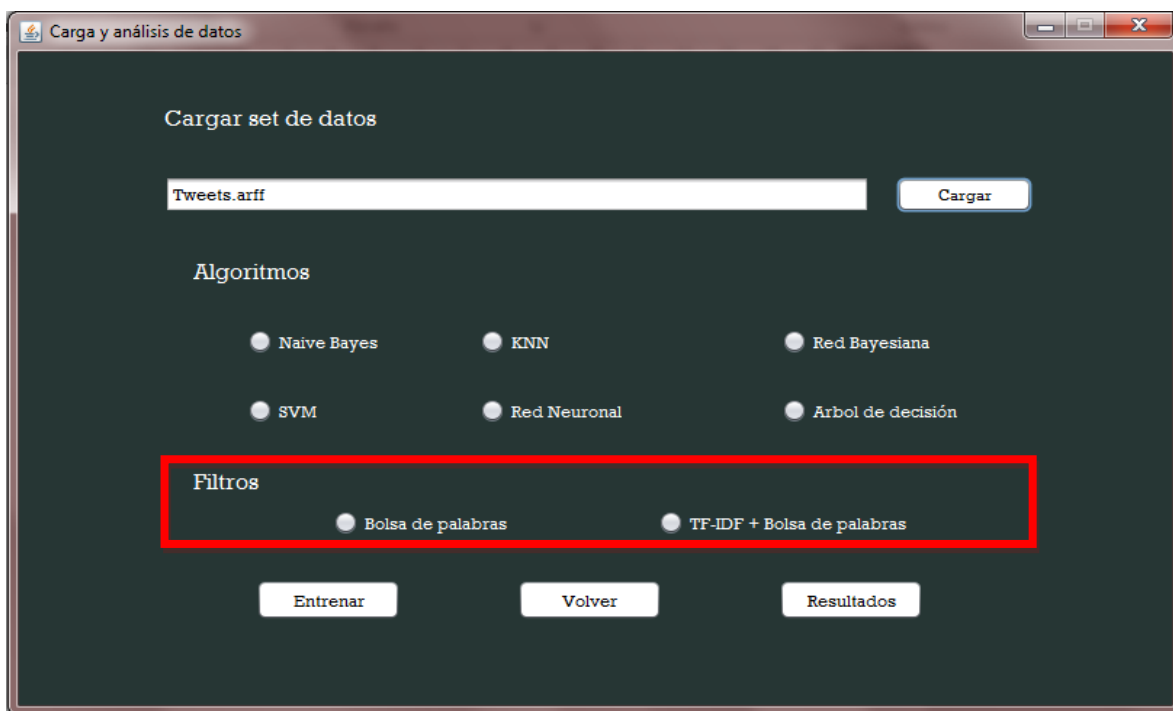 Carga y análisis de datos
Cargar set de datos
Tweets.arff Cargar
Algoritmos
Naive Bayes KNN Red Bayesiana
SVM Red Neuronal Arbol de decisión
Filtros
Bolsa de palabras TF-IDF + Bolsa de palabras
Entrenar Volver Resultados